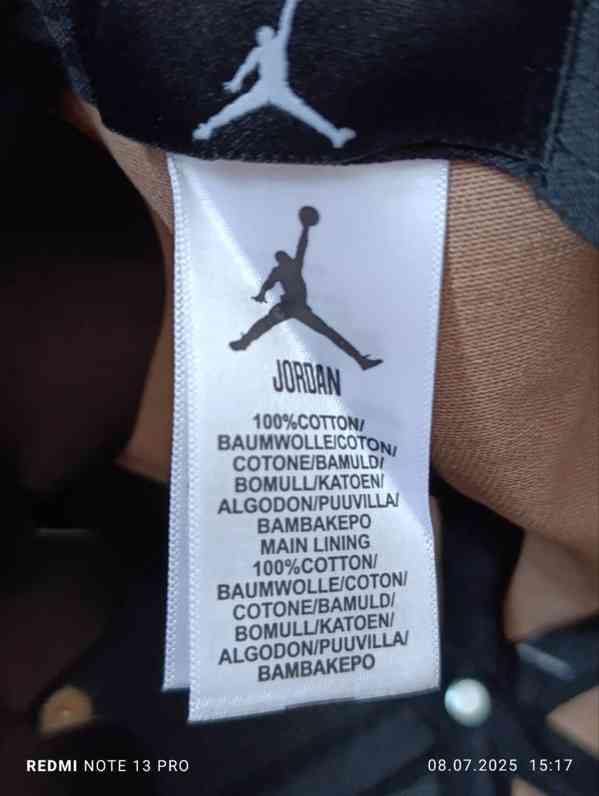 JORDAN
100%COTTON/
BAUMWOLLE/COTON/
COTONE/BAMULD/
BOMULL/KATOEN/
ALGODON/PUUVILLA/
BAMBAKEPO
MAIN LINING
100%COTTON/
BAUMWOLLE/COTON/
COTONE/BAMULD/
BOMULL/KATOEN/
ALGODON/PUUVILLA/
BAMBAKEPO
REDMI NOTE 13 PRO
08.07.2025 15:17